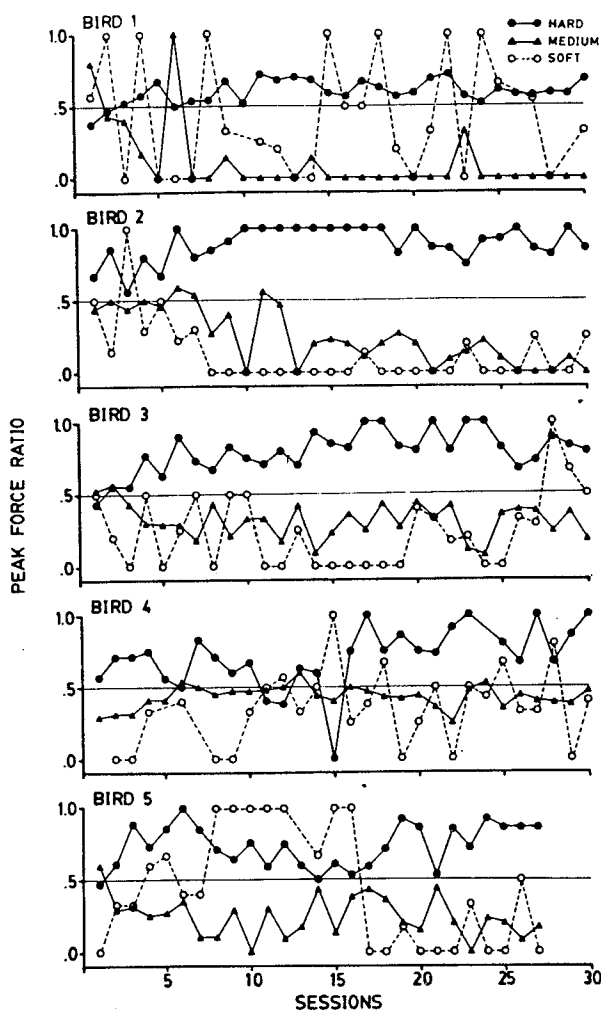 BIRD 1
HARD
MEDIUM
SOFT
1.0
.5
.0
BIRD 2
1.0
.5
.0
BIRD 3
1.0
.5
.0
BIRD 4
1.0
.5
.0
BIRD 5
1.0
.5
.0
5 10 15 20 25 30
SESSIONS
PEAK FORCE RATIO